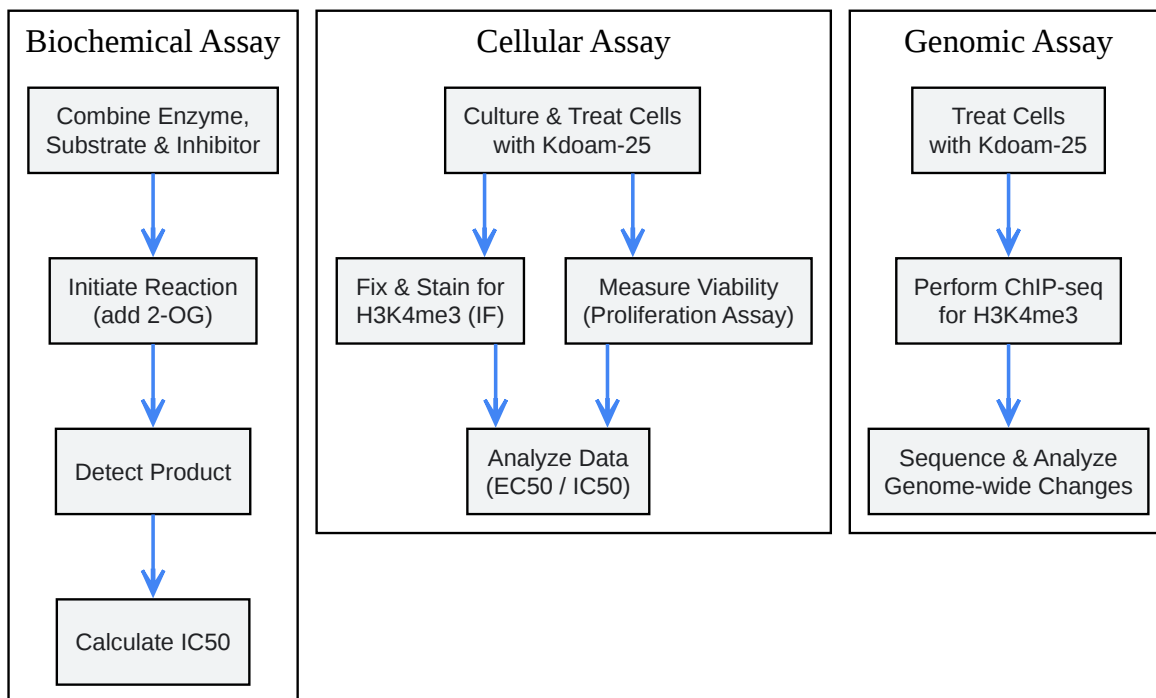 Biochemical Assay
Combine Enzyme,
Substrate & Inhibitor
Initiate Reaction
(add 2-OG)
Detect Product
Calculate IC50
Cellular Assay
Culture & Treat Cells
with Kdoam-25
Fix & Stain for
H3K4me3 (IF)
Measure Viability
(Proliferation Assay)
Analyze Data
(EC50 / IC50)
Genomic Assay
Treat Cells
with Kdoam-25
Perform ChIP-seq
for H3K4me3
Sequence & Analyze
Genome-wide Changes